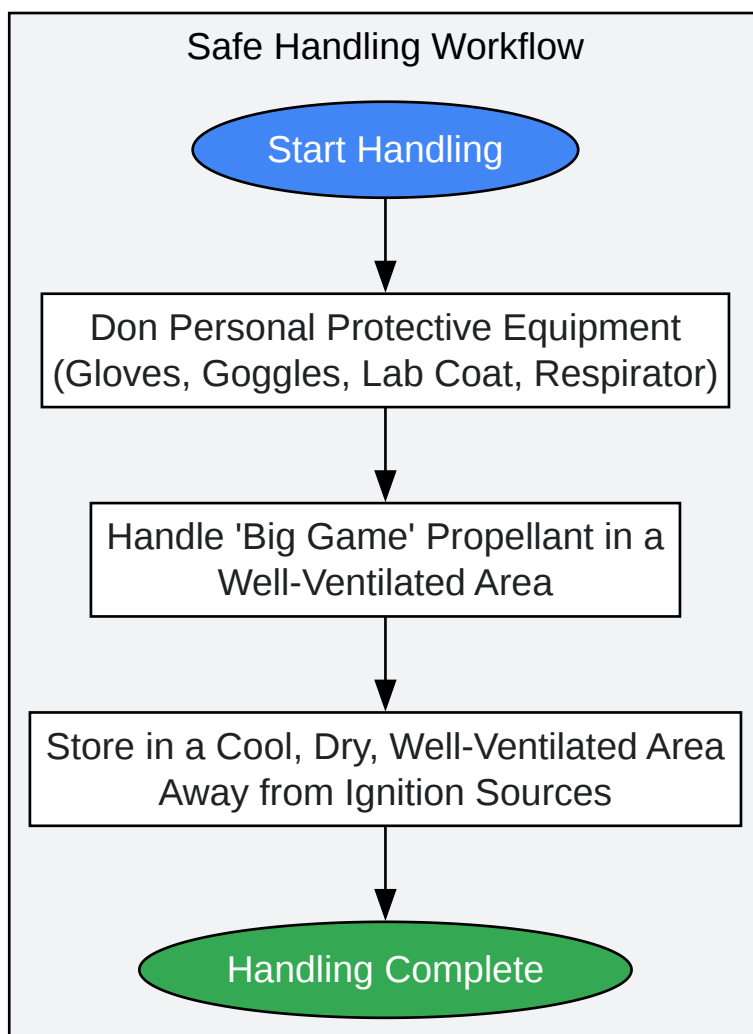 Safe Handling Workflow
Start Handling
Don Personal Protective Equipment
(Gloves, Goggles, Lab Coat, Respirator)
Handle 'Big Game' Propellant in a
Well-Ventilated Area
Store in a Cool, Dry, Well-Ventilated Area
Away from Ignition Sources
Handling Complete